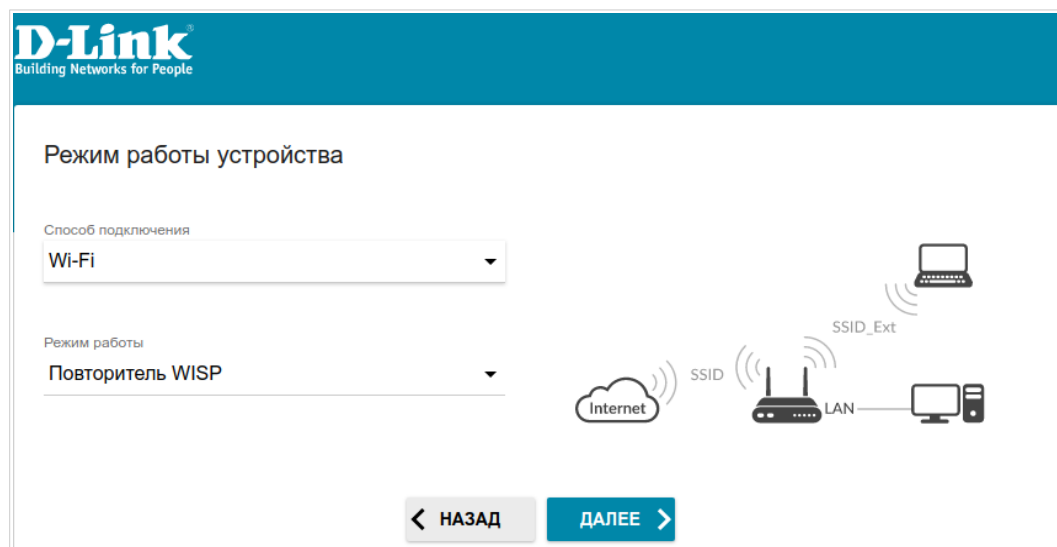 D-Link
Building Networks for People
Режим работы устройства
Способ подключения
Wi-Fi
Режим работы
Повторитель WISP
SSID_Ext
SSID
Internet
LAN
НАЗАД
ДАЛЕЕ